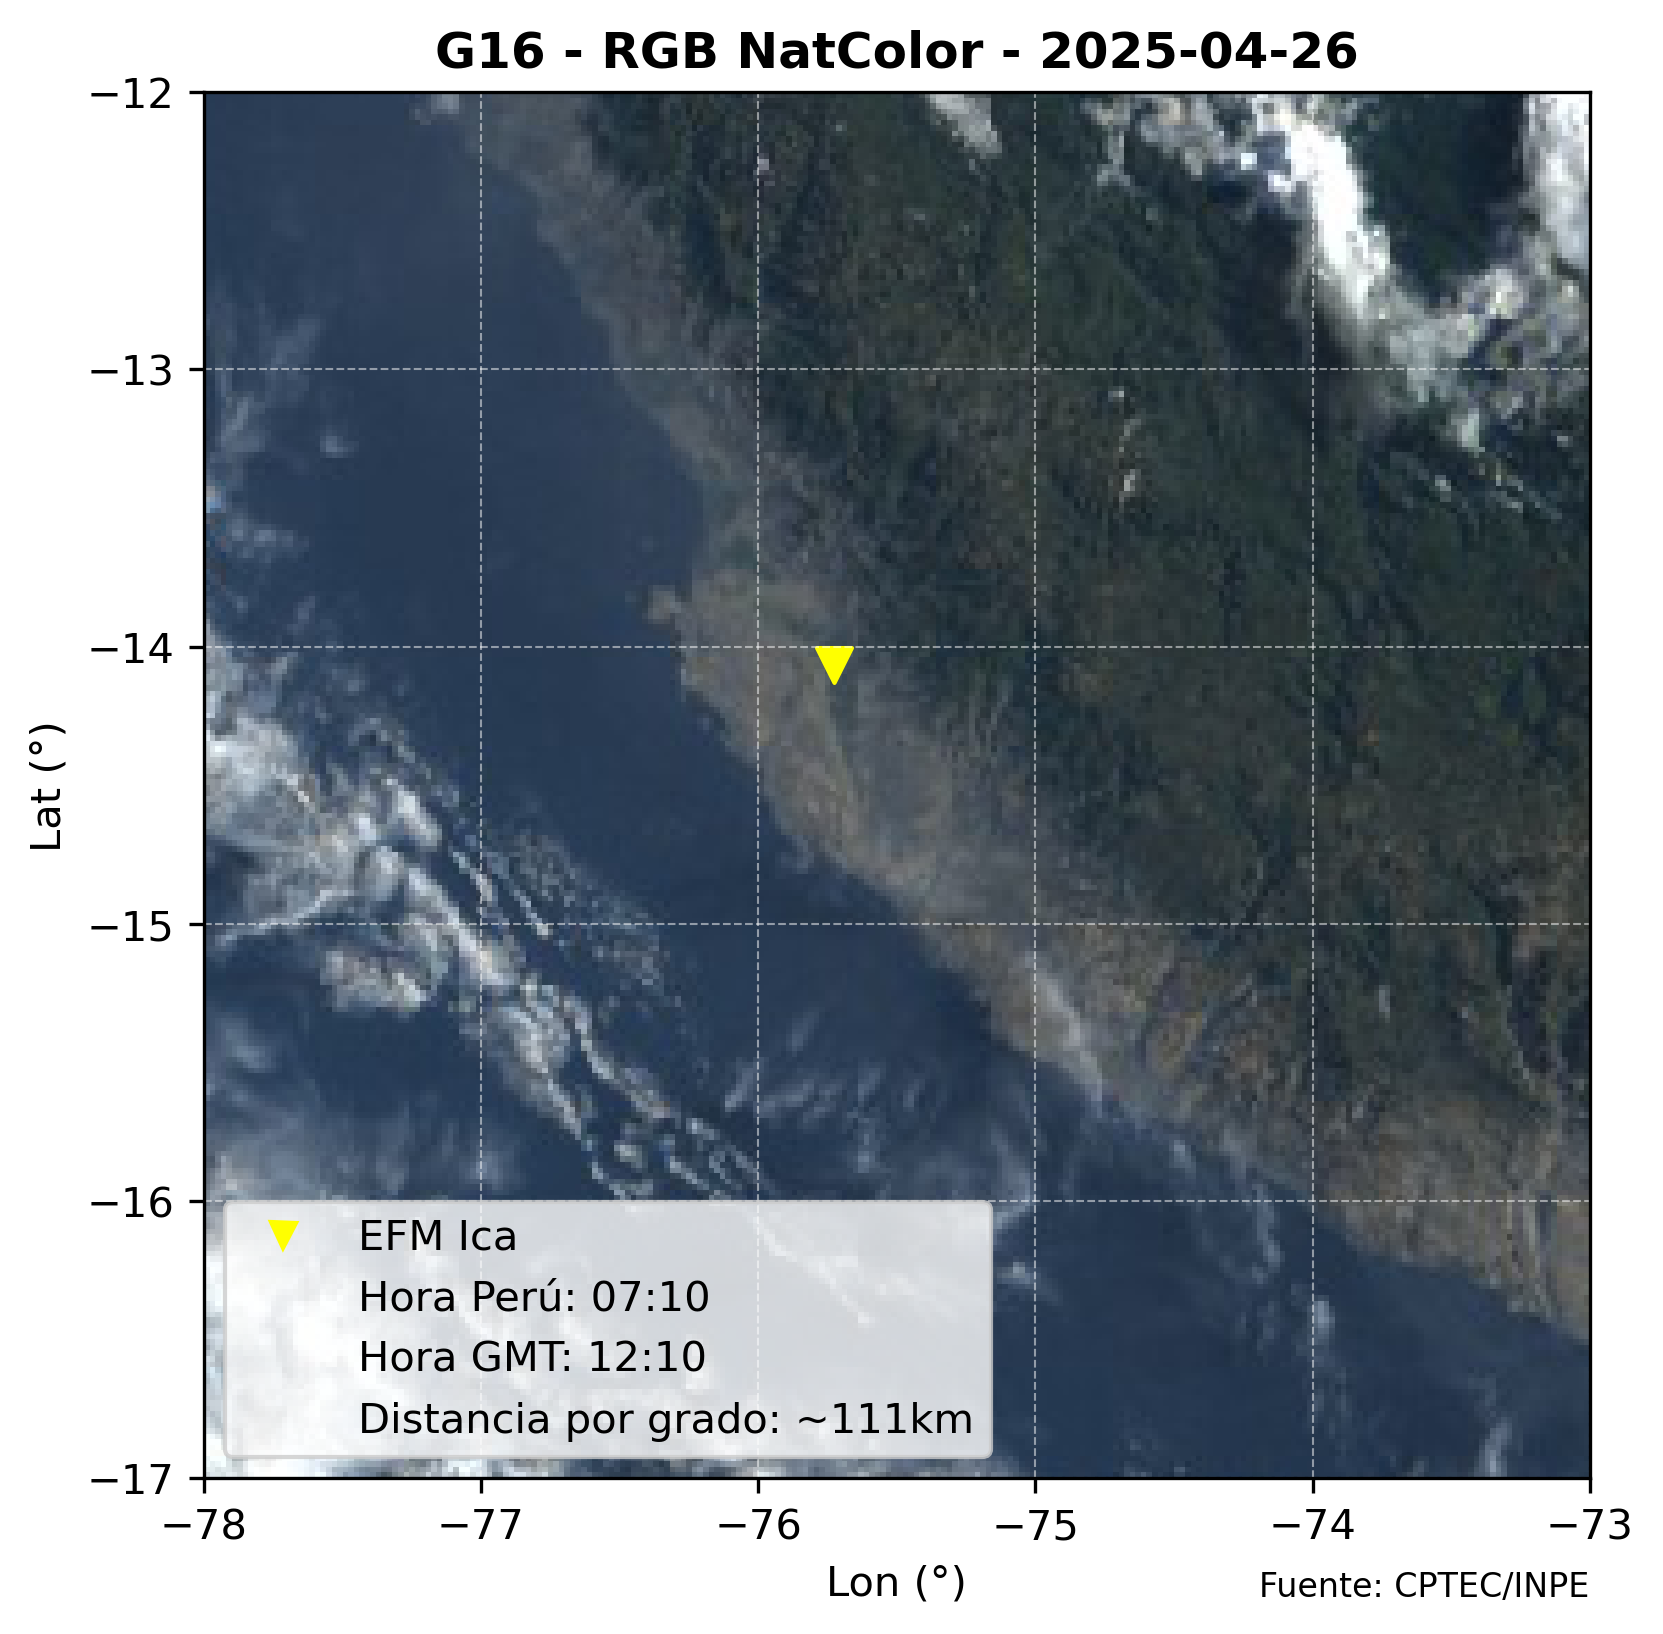 G16 - RGB NatColor - 2025-04-26
−12
−13
−14
−15
−16
−17
Lat (°)
EFM Ica
Hora Perú: 07:10
Hora GMT: 12:10
Distancia por grado: ~111km
−78
−77
−76
−75
−74
−73
Lon (°)
Fuente: CPTEC/INPE